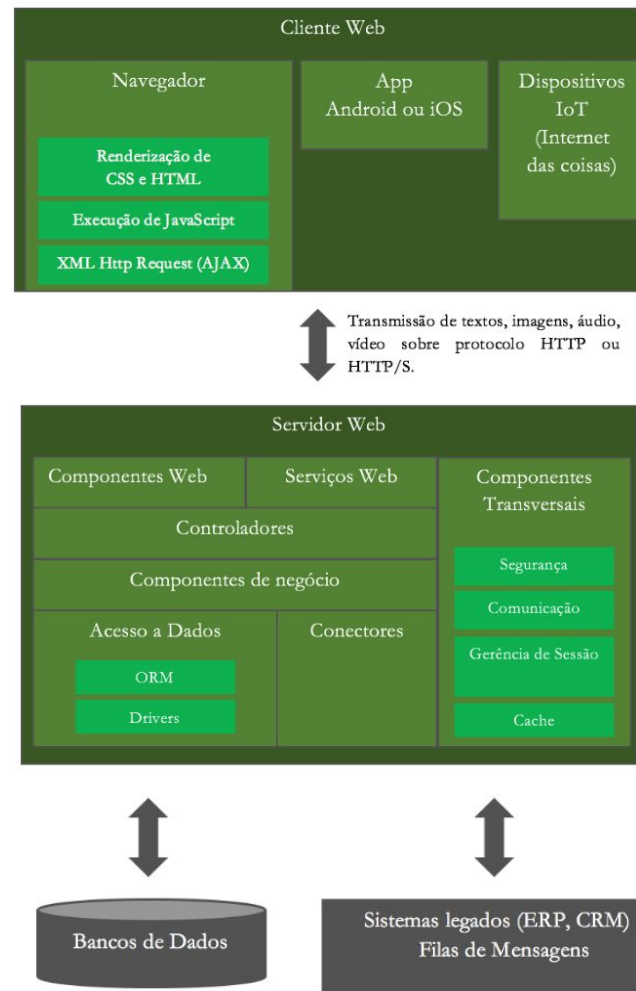 Cliente Web
Navegador
Renderização de
CSS e HTML
Execução de JavaScript
XML Http Request (AJAX)
App
Android ou iOS
Dispositivos
IoT
(Internet
das coisas)
Transmissão de textos, imagens, áudio,
vídeo sobre protocolo HTTP ou
HTTP/S.
Servidor Web
Componentes Web
Serviços Web
Controladores
Componentes de negócio
Acesso a Dados
ORM
Drivers
Conectores
Componentes
Transversais
Segurança
Comunicação
Gerência de Sessão
Cache
Bancos de Dados
Sistemas legados (ERP, CRM)
Filas de Mensagens